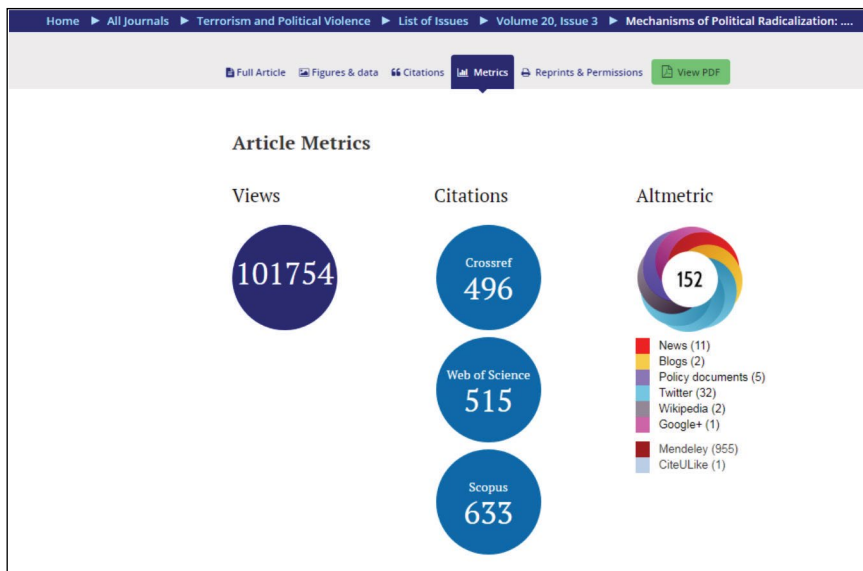 Home ▶ All Journals ▶ Terrorism and Political Violence ▶ List of Issues ▶ Volume 20, Issue 3 ▶ Mechanisms of Political Radicalization: ....
Full Article Figures & data Citations Metrics Reprints & Permissions View PDF
Article Metrics
Views
101754
Citations
Crossref
496
Web of Science
515
Scopus
633
Altmetric
152
News (11)
Blogs (2)
Policy documents (5)
Twitter (32)
Wikipedia (2)
Google+ (1)
Mendeley (955)
CiteULike (1)